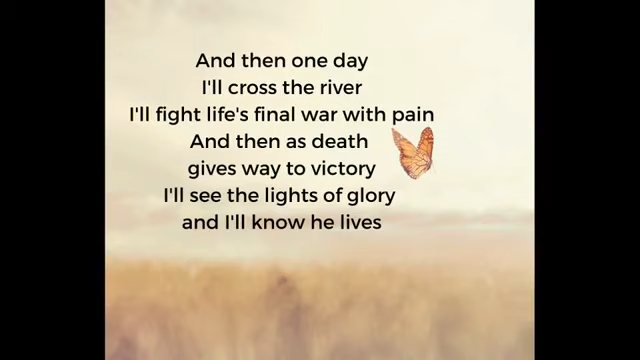 And then one day
I'll cross the river
I'll fight life's final war with pain
And then as death
gives way to victory
I'll see the lights of glory
and I'll know he lives